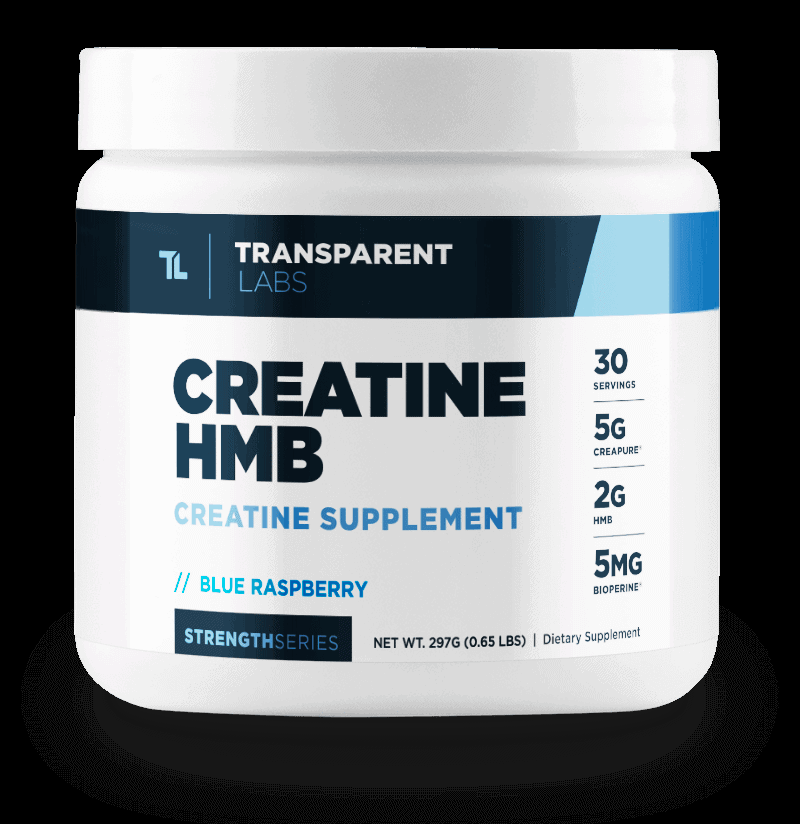 TL
TRANSPARENT
LABS
CREATINE
HMB
CREATINE SUPPLEMENT
// BLUE RASPBERRY
STRENGTHSERIES
NET WT. 297G (0.65 LBS) | Dietary Supplement
30
SERVINGS
5G
CREAPURE®
2G
HMB
5MG
BIOPERINE®